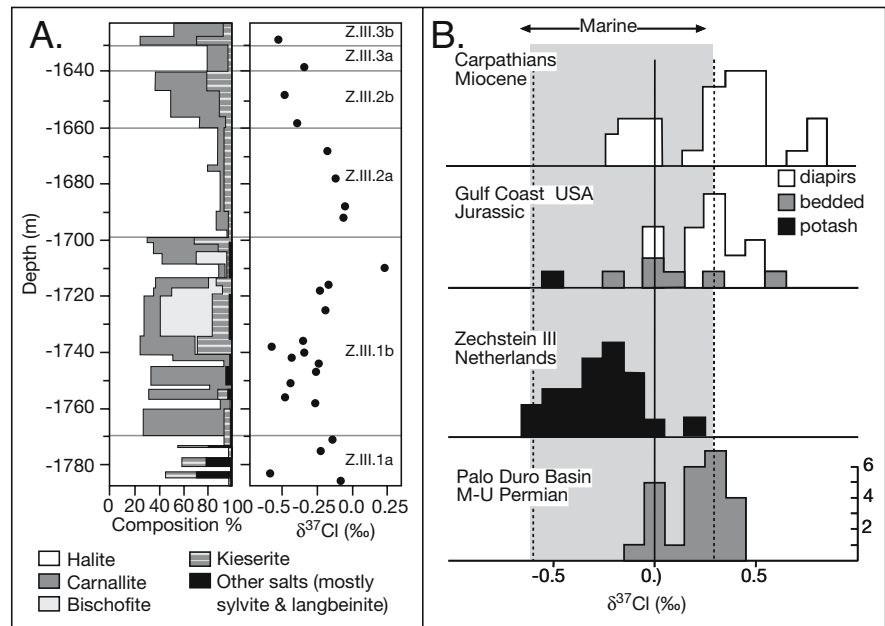 A.
Depth (m)
-1640
-1660
-1680
-1700
-1720
-1740
-1760
-1780
0 20 40 60 80 100
Composition %
Z.III.3b
Z.III.3a
Z.III.2b
Z.III.2a
Z.III.1b
Z.III.1a
-0.5 -0.25 0.0 0.25
δ37Cl (‰)
Halite
Carnallite
Bischofite
Kieserite
Other salts (mostly
sylvite & langbeinite)
B.
Marine
Carpathians
Miocene
Gulf Coast USA
Jurassic
diapirs
bedded
potash
Zechstein III
Netherlands
Palo Duro Basin
M-U Permian
6
4
2
-0.5 0.) 0.5
δ37Cl (‰)